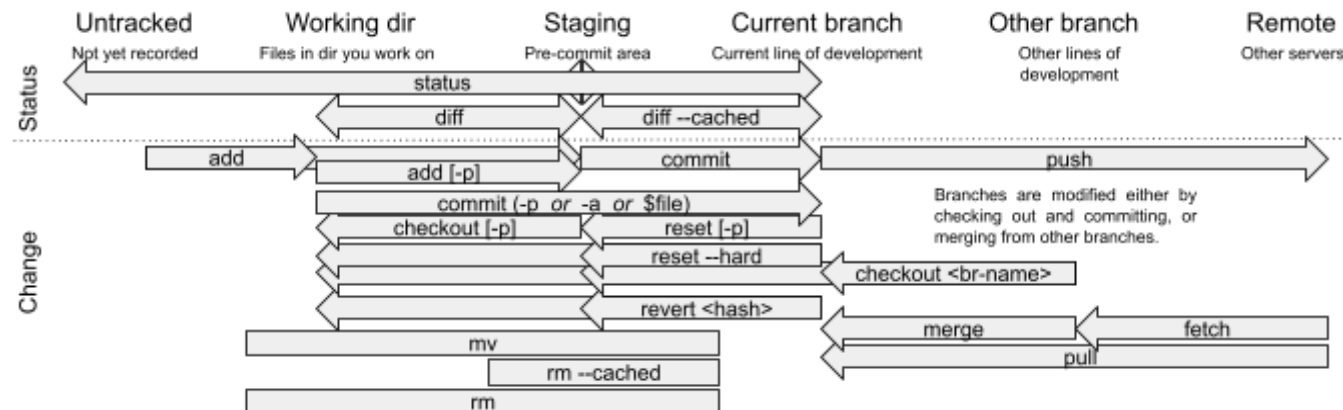 Untracked
Working dir
Staging
Current branch
Other branch
Remote
Not yet recorded
Files in dir you work on
Pre-commit area
Current line of development
Other lines of
development
Other servers
Status
status
diff
diff --cached
Change
add
commit
push
add [-p]
commit (-p or -a or $file)
Branches are modified either by
checking out and committing, or
merging from other branches.
checkout [-p]
reset [-p]
reset --hard
checkout <br-name>
revert <hash>
merge
fetch
mv
pull
rm --cached
rm